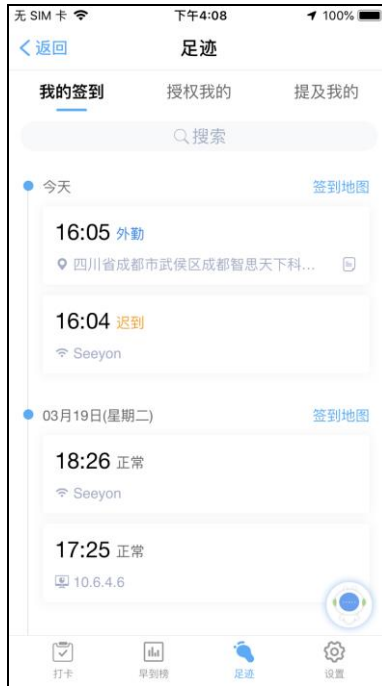 无 SIM 卡 下午4:08 100%
返回 足迹
我的签到 授权我的 提及我的
搜索
今天 签到地图
16:05 外勤
四川省成都市武侯区成都智思天下科...
16:04 迟到
Seeyon
03月19日(星期二) 签到地图
18:26 正常
Seeyon
17:25 正常
10.6.4.6
打卡 早到榜 足迹 设置